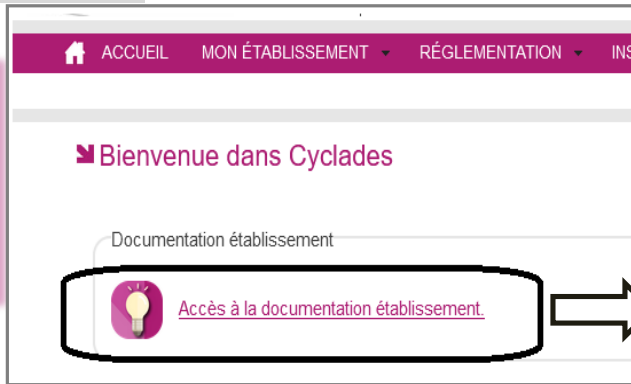 ACCUEIL MON ÉTABLISSEMENT RÉGLEMENTATION
Bienvenue dans Cyclades
Documentation établissement
Accès à la documentation établissement.